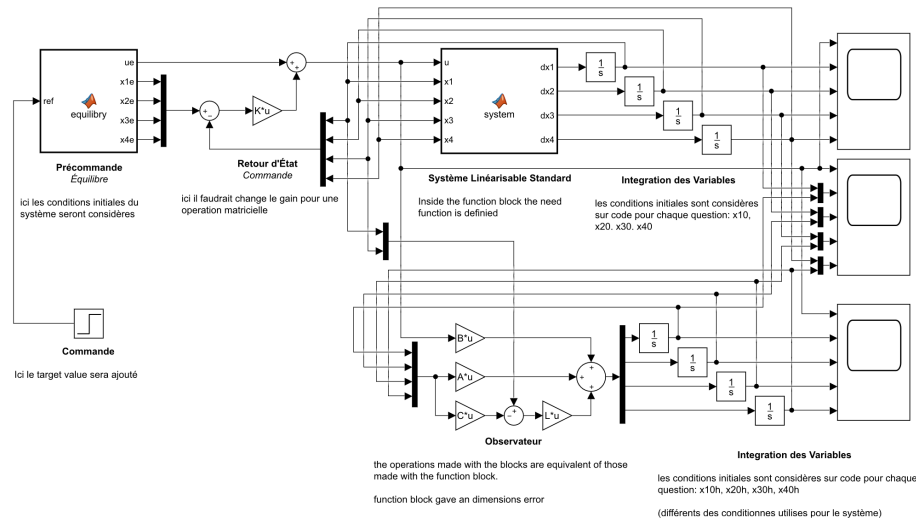 ref
equilibry
ue
x1e
x2e
x3e
x4e
Précommande
Équilibre
ici les conditions initiales du
système seront considères
+
+
+
−
K*u
Retour d'État
Commande
ici il faudrait change le gain pour une
operation matricielle
u
x1
x2
x3
x4
system
dx1
dx2
dx3
dx4
1
s
1
s
1
s
1
s
Système Linéarisable Standard
Inside the function block the need
function is definied
Integration des Variables
les conditions initiales sont considères
sur code pour chaque question: x10,
x20. x30. x40
Commande
Ici le target value sera ajouté
B*u
A*u
C*u
−
+
L*u
+
+
+
1
s
1
s
1
s
1
s
Observateur
the operations made with the blocks are equivalent of those
made with the function block.
function block gave an dimensions error
Integration des Variables
les conditions initiales sont considères sur code pour chaque
question: x10h, x20h, x30h, x40h
(différents des conditionnes utilises pour le système)